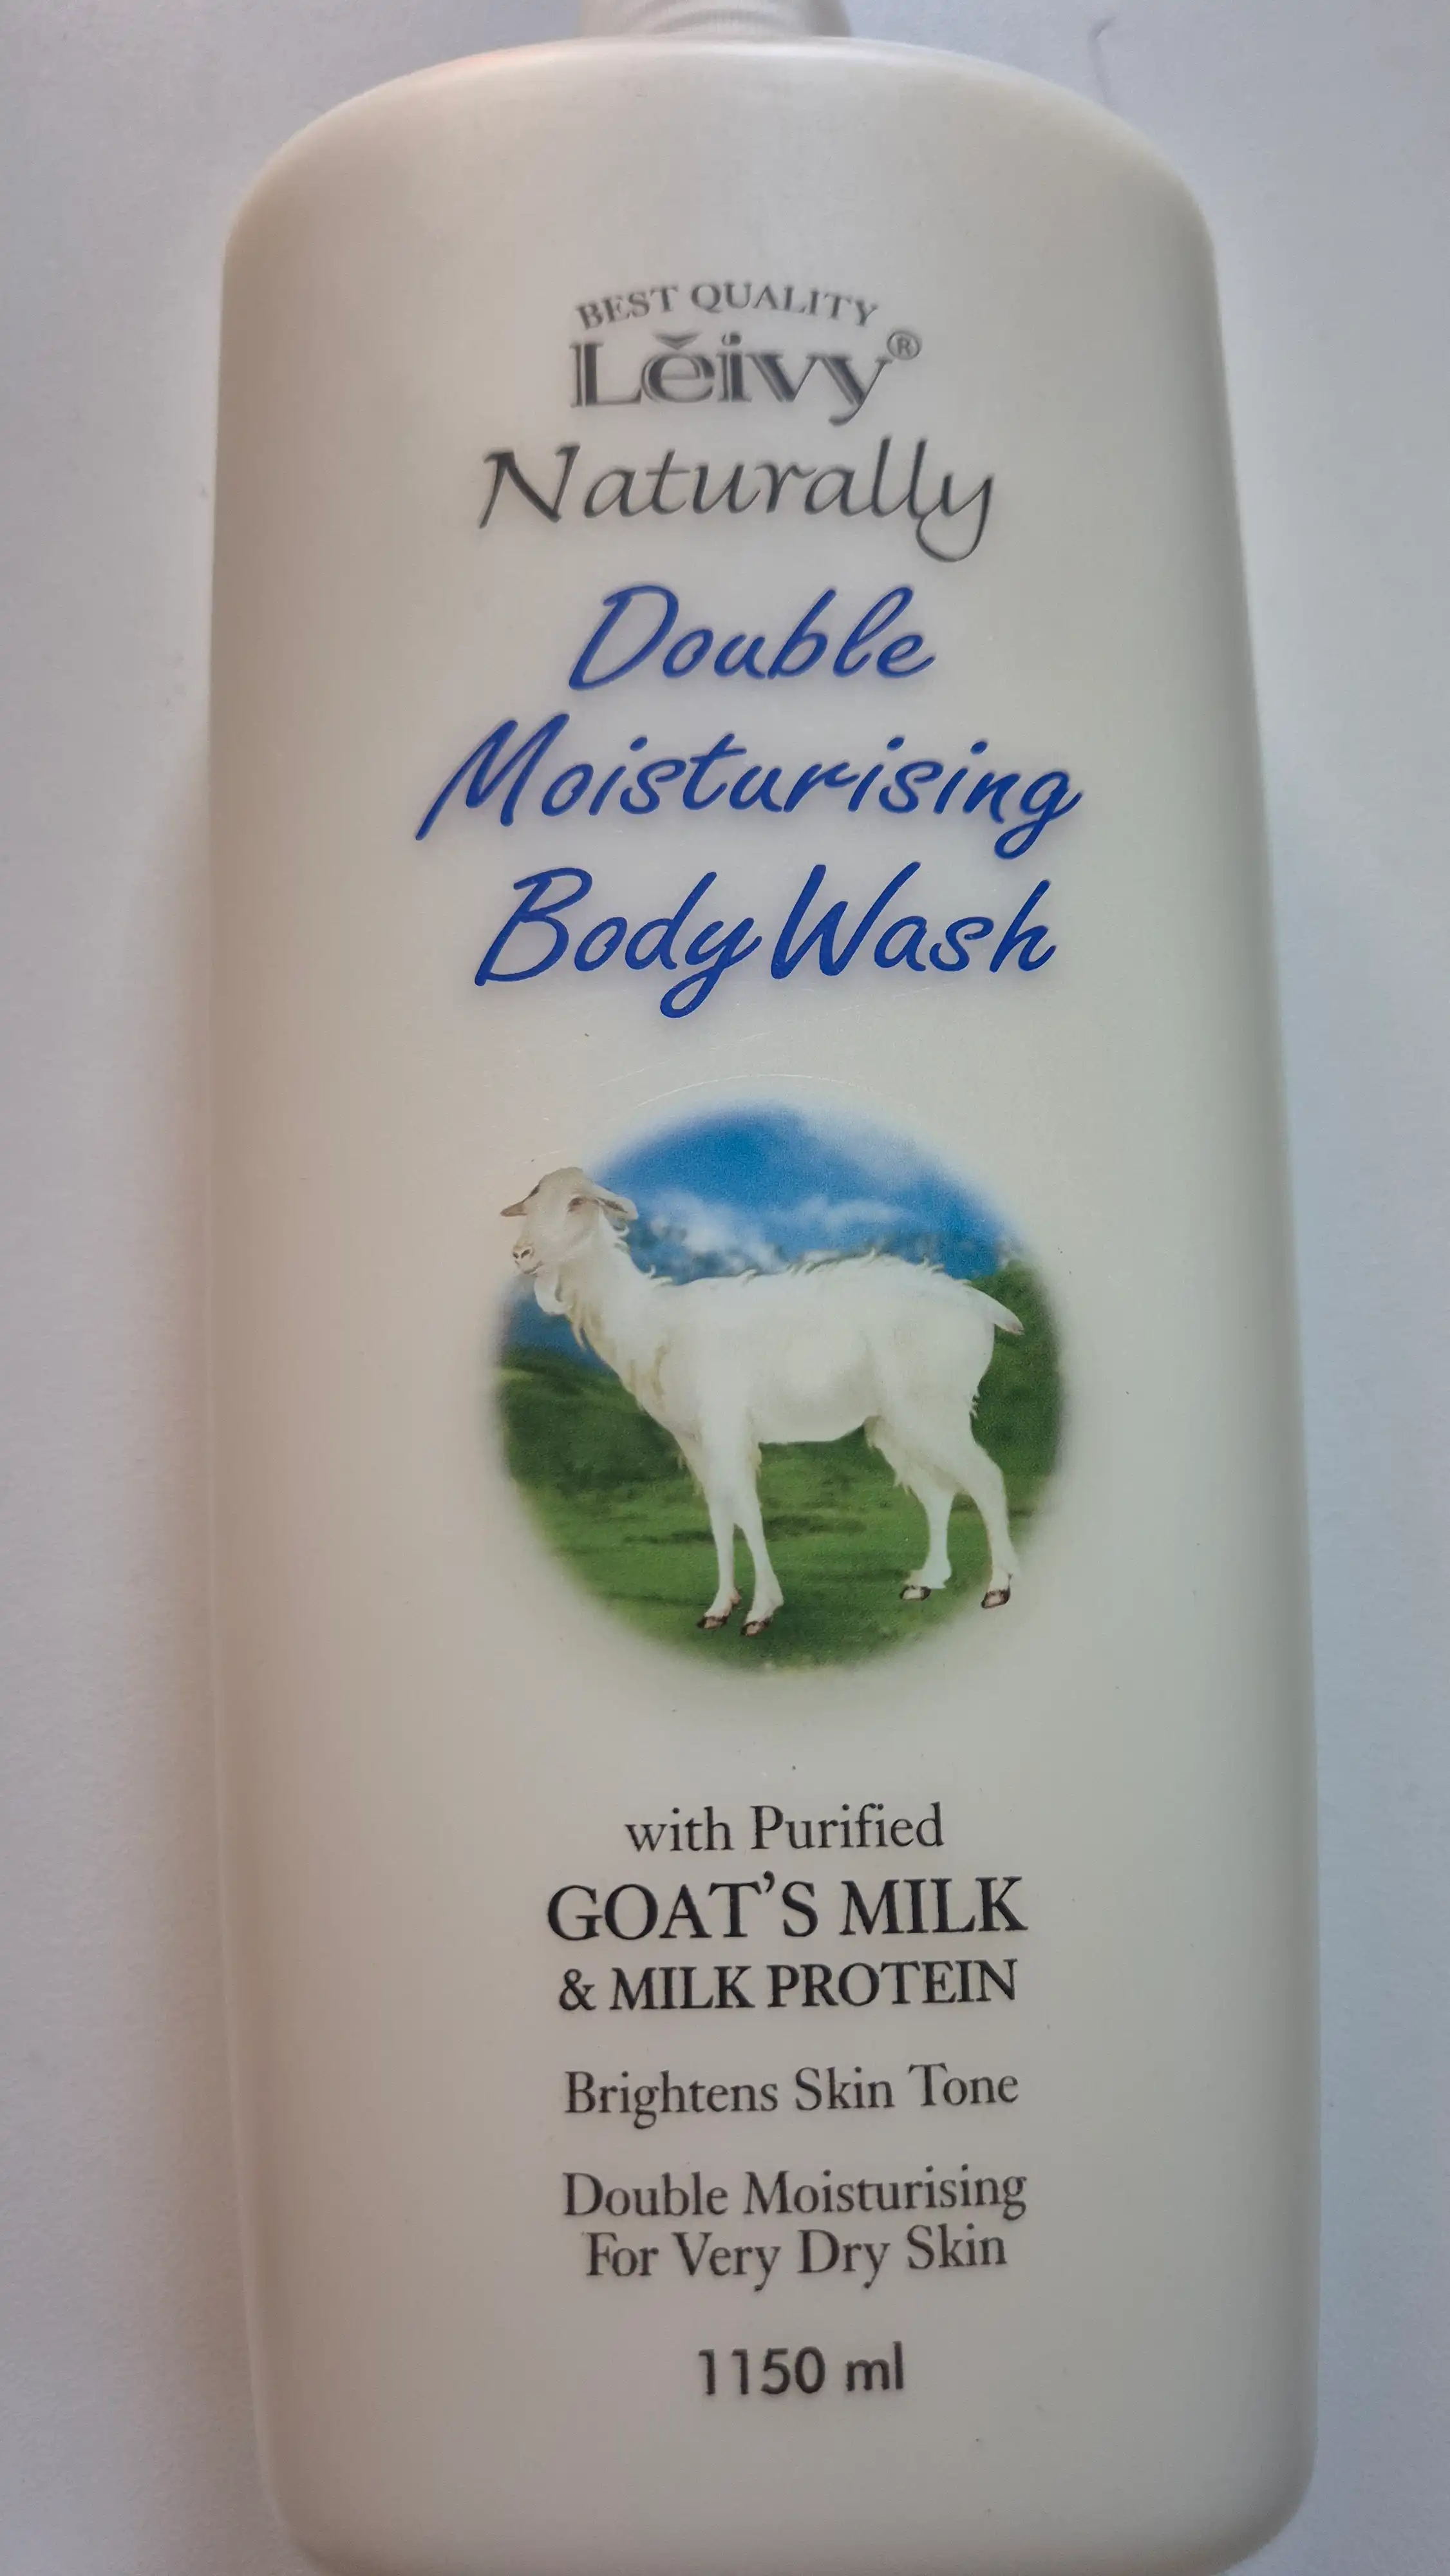 BEST QUALITY
Lěivy®
Naturally
Double
Moisturising
Body Wash
with Purified
GOAT'S MILK
& MILK PROTEIN
Brightens Skin Tone
Double Moisturising
For Very Dry Skin
1150 ml